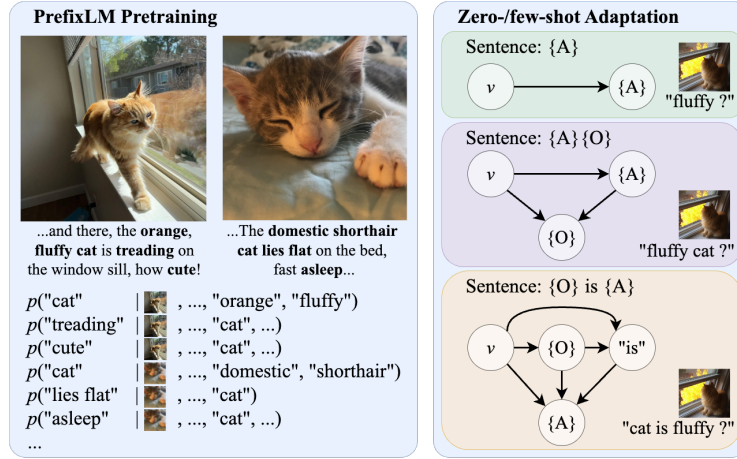 PrefixLM Pretraining
...and there, the orange,
fluffy cat is treading on
the window sill, how cute!
...The domestic shorthair
cat lies flat on the bed,
fast asleep...
p("cat" | , ..., "orange", "fluffy")
p("treading" | , ..., "cat", ...)
p("cute" | , ..., "cat", ...)
p("cat" | , ..., "domestic", "shorthair")
p("lies flat" | , ..., "cat")
p("asleep" | , ..., "cat", ...)
...
Zero-/few-shot Adaptation
Sentence: {A}
v
{A}
"fluffy ?"
Sentence: {A}{O}
v
{A}
{O}
"fluffy cat ?"
Sentence: {O} is {A}
v
{O}
"is"
{A}
"cat is fluffy ?"